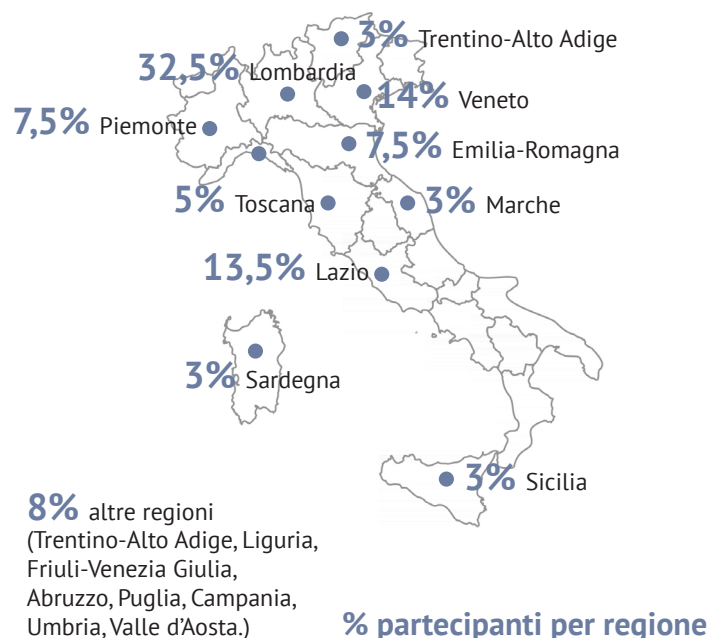 3% Trentino-Alto Adige
32,5% Lombardia
14% Veneto
7,5% Piemonte
7,5% Emilia-Romagna
5% Toscana
3% Marche
13,5% Lazio
3% Sardegna
3% Sicilia
8% altre regioni
(Trentino-Alto Adige, Liguria,
Friuli-Venezia Giulia,
Abruzzo, Puglia, Campania,
Umbria, Valle d'Aosta.)
% partecipanti per regione